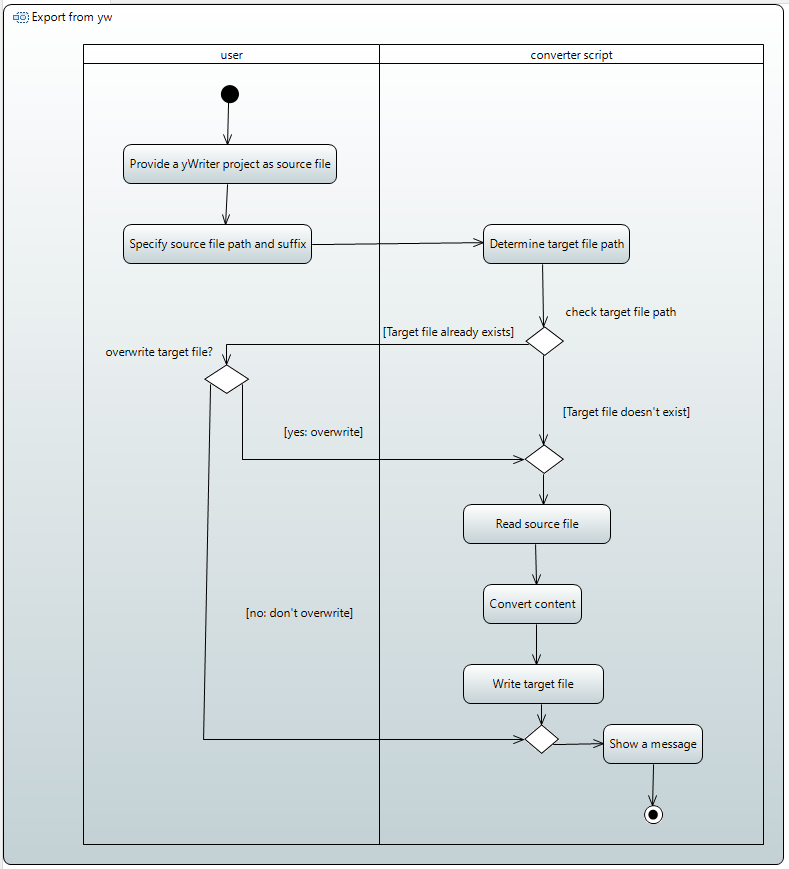 Export from yw
user
converter script
Provide a yWriter project as source file
Specify source file path and suffix
Determine target file path
check target file path
[Target file already exists]
overwrite target file?
[Target file doesn't exist]
[yes: overwrite]
Read source file
Convert content
[no: don't overwrite]
Write target file
Show a message